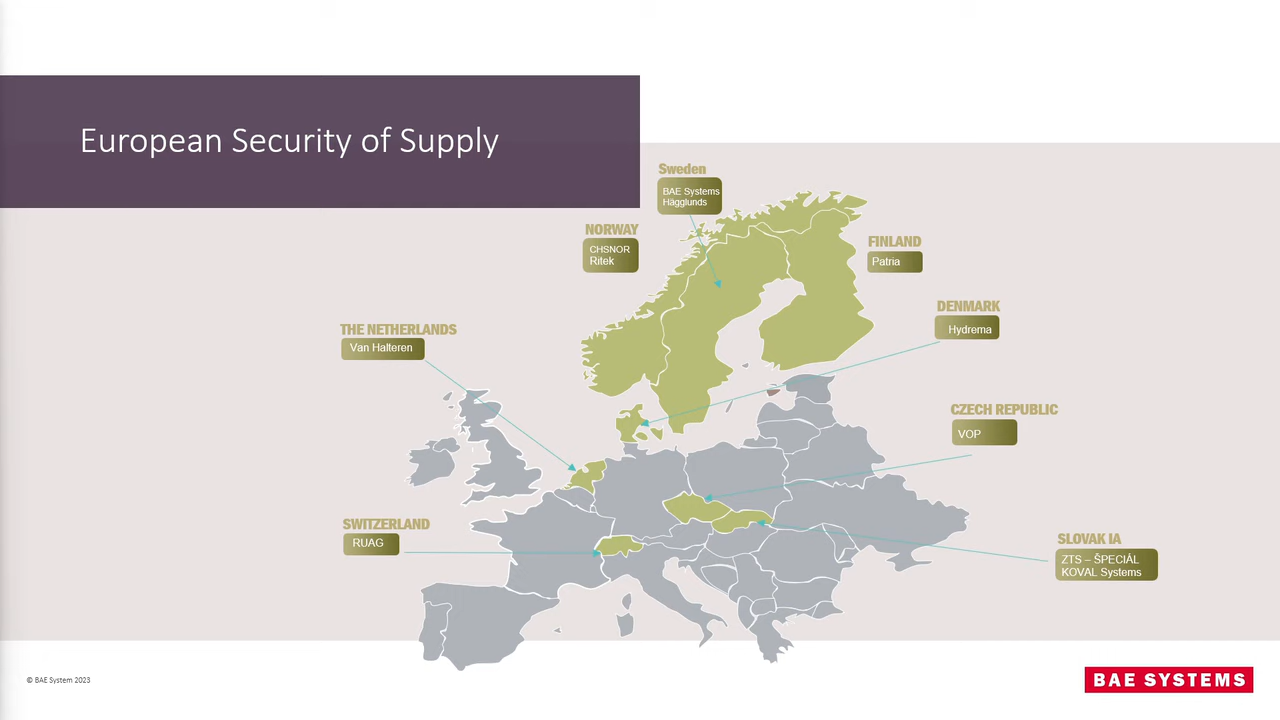 European Security of Supply
Sweden
BAE Systems
Hägglunds
NORWAY
CHSNOR
Ritek
FINLAND
Patria
DENMARK
Hydrema
THE NETHERLANDS
Van Halteren
CZECH REPUBLIC
VOP
SWITZERLAND
RUAG
SLOVAK IA
ZTS – ŠPECIÁL
KOVAL Systems
© BAE System 2023
BAE SYSTEMS